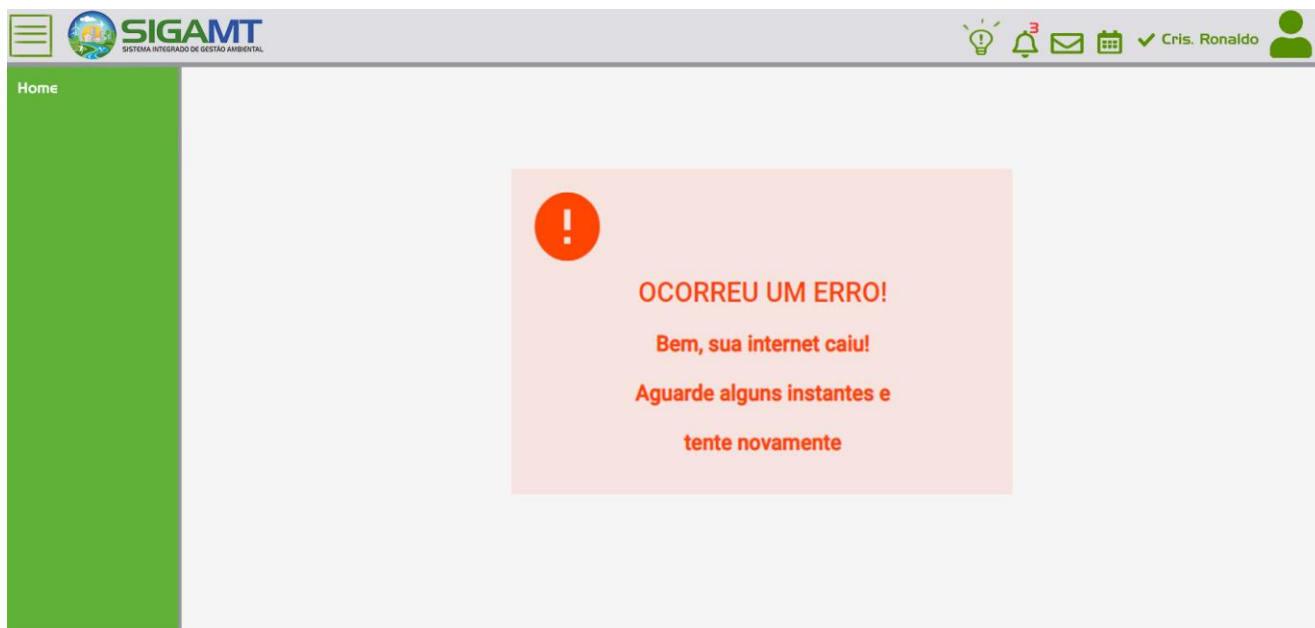 SIGAMT
SISTEMA INTEGRADO DE GESTÃO AMBIENTAL
3
Cris. Ronaldo
Home
OCORREU UM ERRO!
Bem, sua internet caiu!
Aguarde alguns instantes e
tente novamente